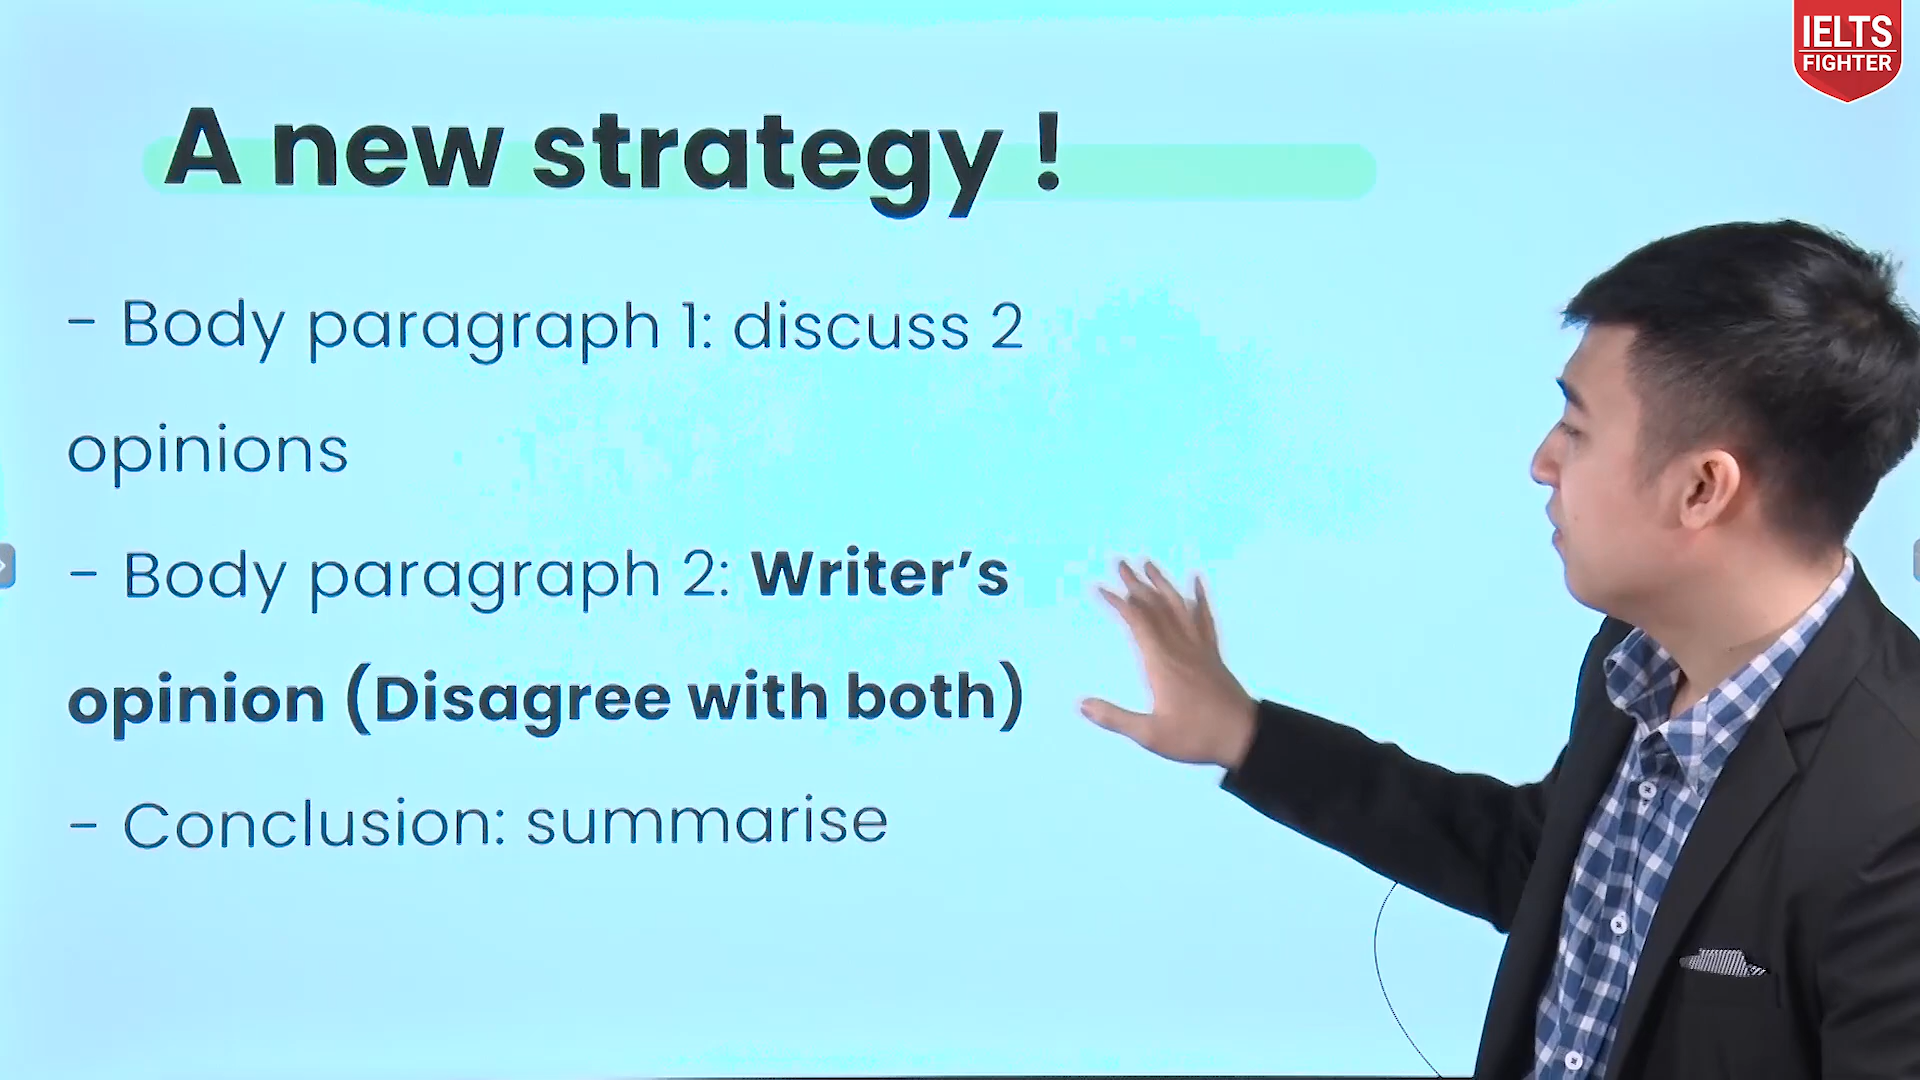 IELTS
FIGHTER
A new strategy !
- Body paragraph 1: discuss 2
opinions
- Body paragraph 2: Writer's
opinion (Disagree with both)
- Conclusion: summarise